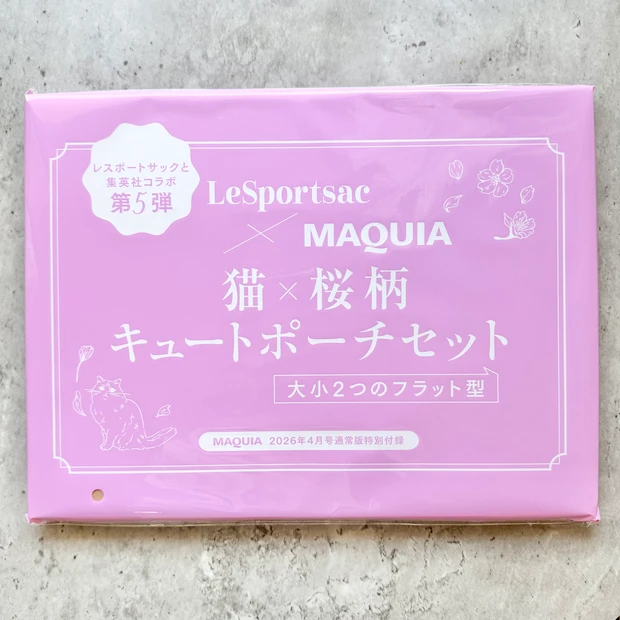 レスポートサックと
集英社コラボ
第5弾
LeSportsac
× MAQUIA
猫×桜柄
キュートポーチセット
大小2つのフラット型
MAQUIA 2026年4月号通常版特別付録